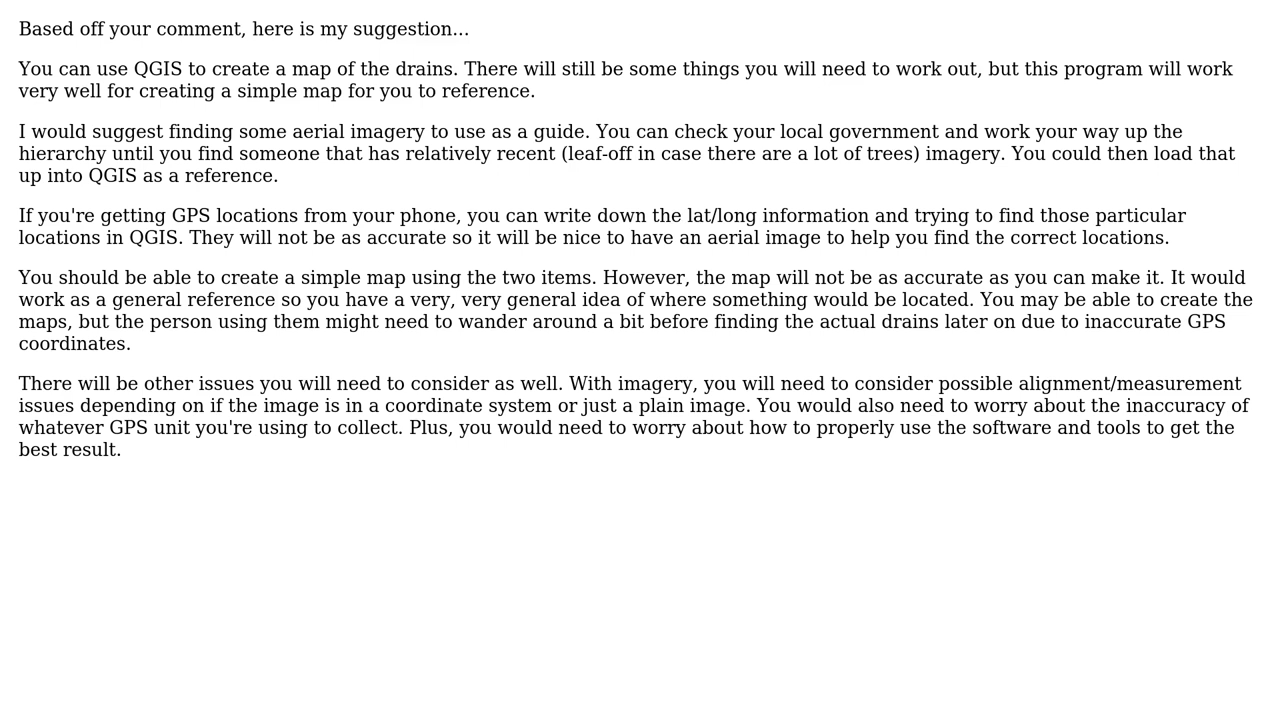 Based off your comment, here is my suggestion...
You can use QGIS to create a map of the drains. There will still be some things you will need to work out, but this program will work
very well for creating a simple map for you to reference.
I would suggest finding some aerial imagery to use as a guide. You can check your local government and work your way up the
hierarchy until you find someone that has relatively recent (leaf-off in case there are a lot of trees) imagery. You could then load that
up into QGIS as a reference.
If you're getting GPS locations from your phone, you can write down the lat/long information and trying to find those particular
locations in QGIS. They will not be as accurate so it will be nice to have an aerial image to help you find the correct locations.
You should be able to create a simple map using the two items. However, the map will not be as accurate as you can make it. It would
work as a general reference so you have a very, very general idea of where something would be located. You may be able to create the
maps, but the person using them might need to wander around a bit before finding the actual drains later on due to inaccurate GPS
coordinates.
There will be other issues you will need to consider as well. With imagery, you will need to consider possible alignment/measurement
issues depending on if the image is in a coordinate system or just a plain image. You would also need to worry about the inaccuracy of
whatever GPS unit you're using to collect. Plus, you would need to worry about how to properly use the software and tools to get the
best result.